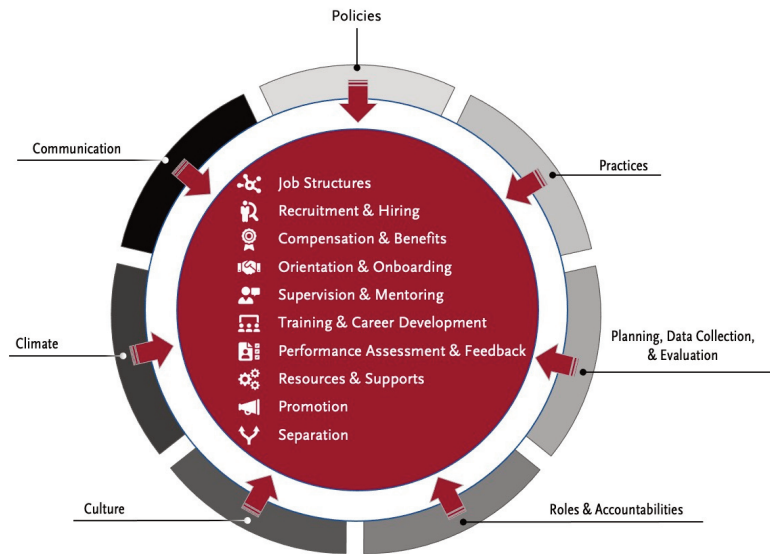 Policies
Communication
Practices
Job Structures
Recruitment & Hiring
Compensation & Benefits
Orientation & Onboarding
Supervision & Mentoring
Training & Career Development
Performance Assessment & Feedback
Resources & Supports
Promotion
Separation
Climate
Planning, Data Collection,
& Evaluation
Culture
Roles & Accountabilities